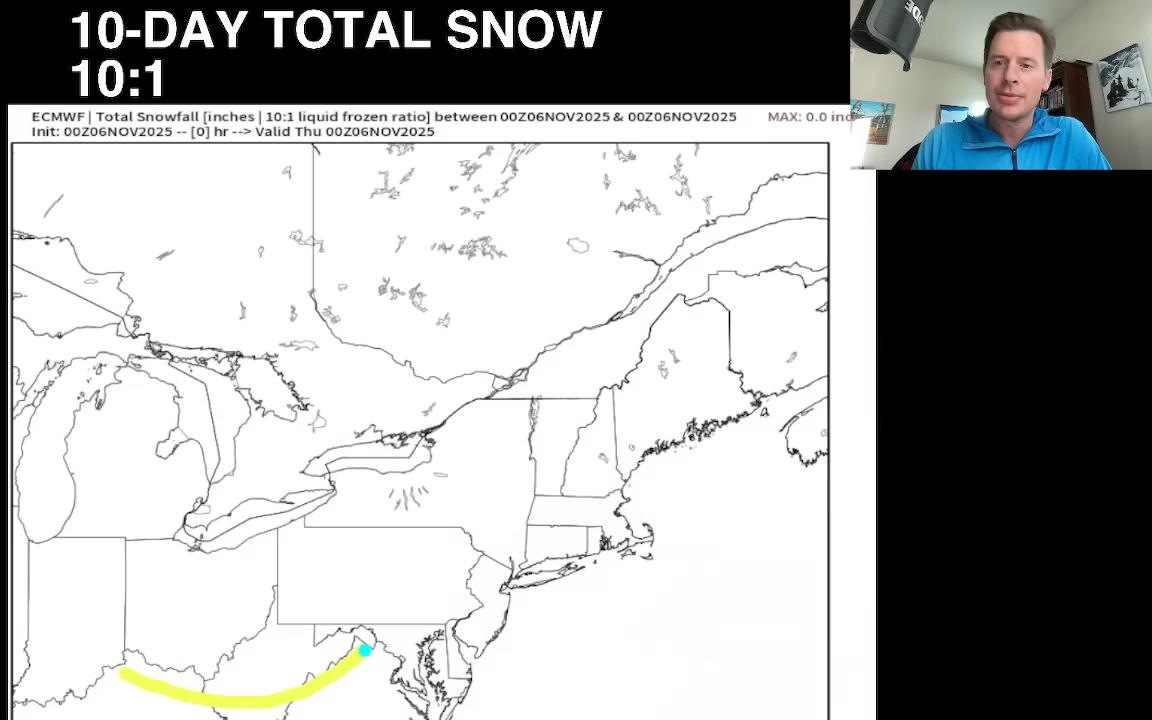 10-DAY TOTAL SNOW
10:1
ECMWF | Total Snowfall [inches | 10:1 liquid frozen ratio] between 00Z06NOV2025 & 00Z06NOV2025 MAX: 0.0 inc
Init: 00Z06NOV2025 -- [0] hr --> Valid Thu 00Z06NOV2025